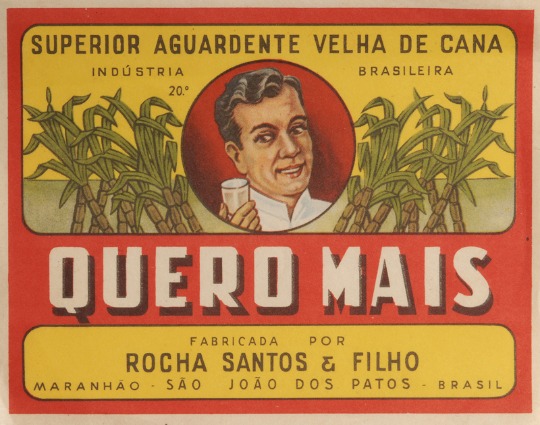 SUPERIOR AGUARDENTE VELHA DE CANA
INDÚSTRIA BRASILEIRA
20.º
QUERO MAIS
FABRICADA POR
ROCHA SANTOS & FILHO
MARANHÃO - SÃO JOÃO DOS PATOS - BRASIL